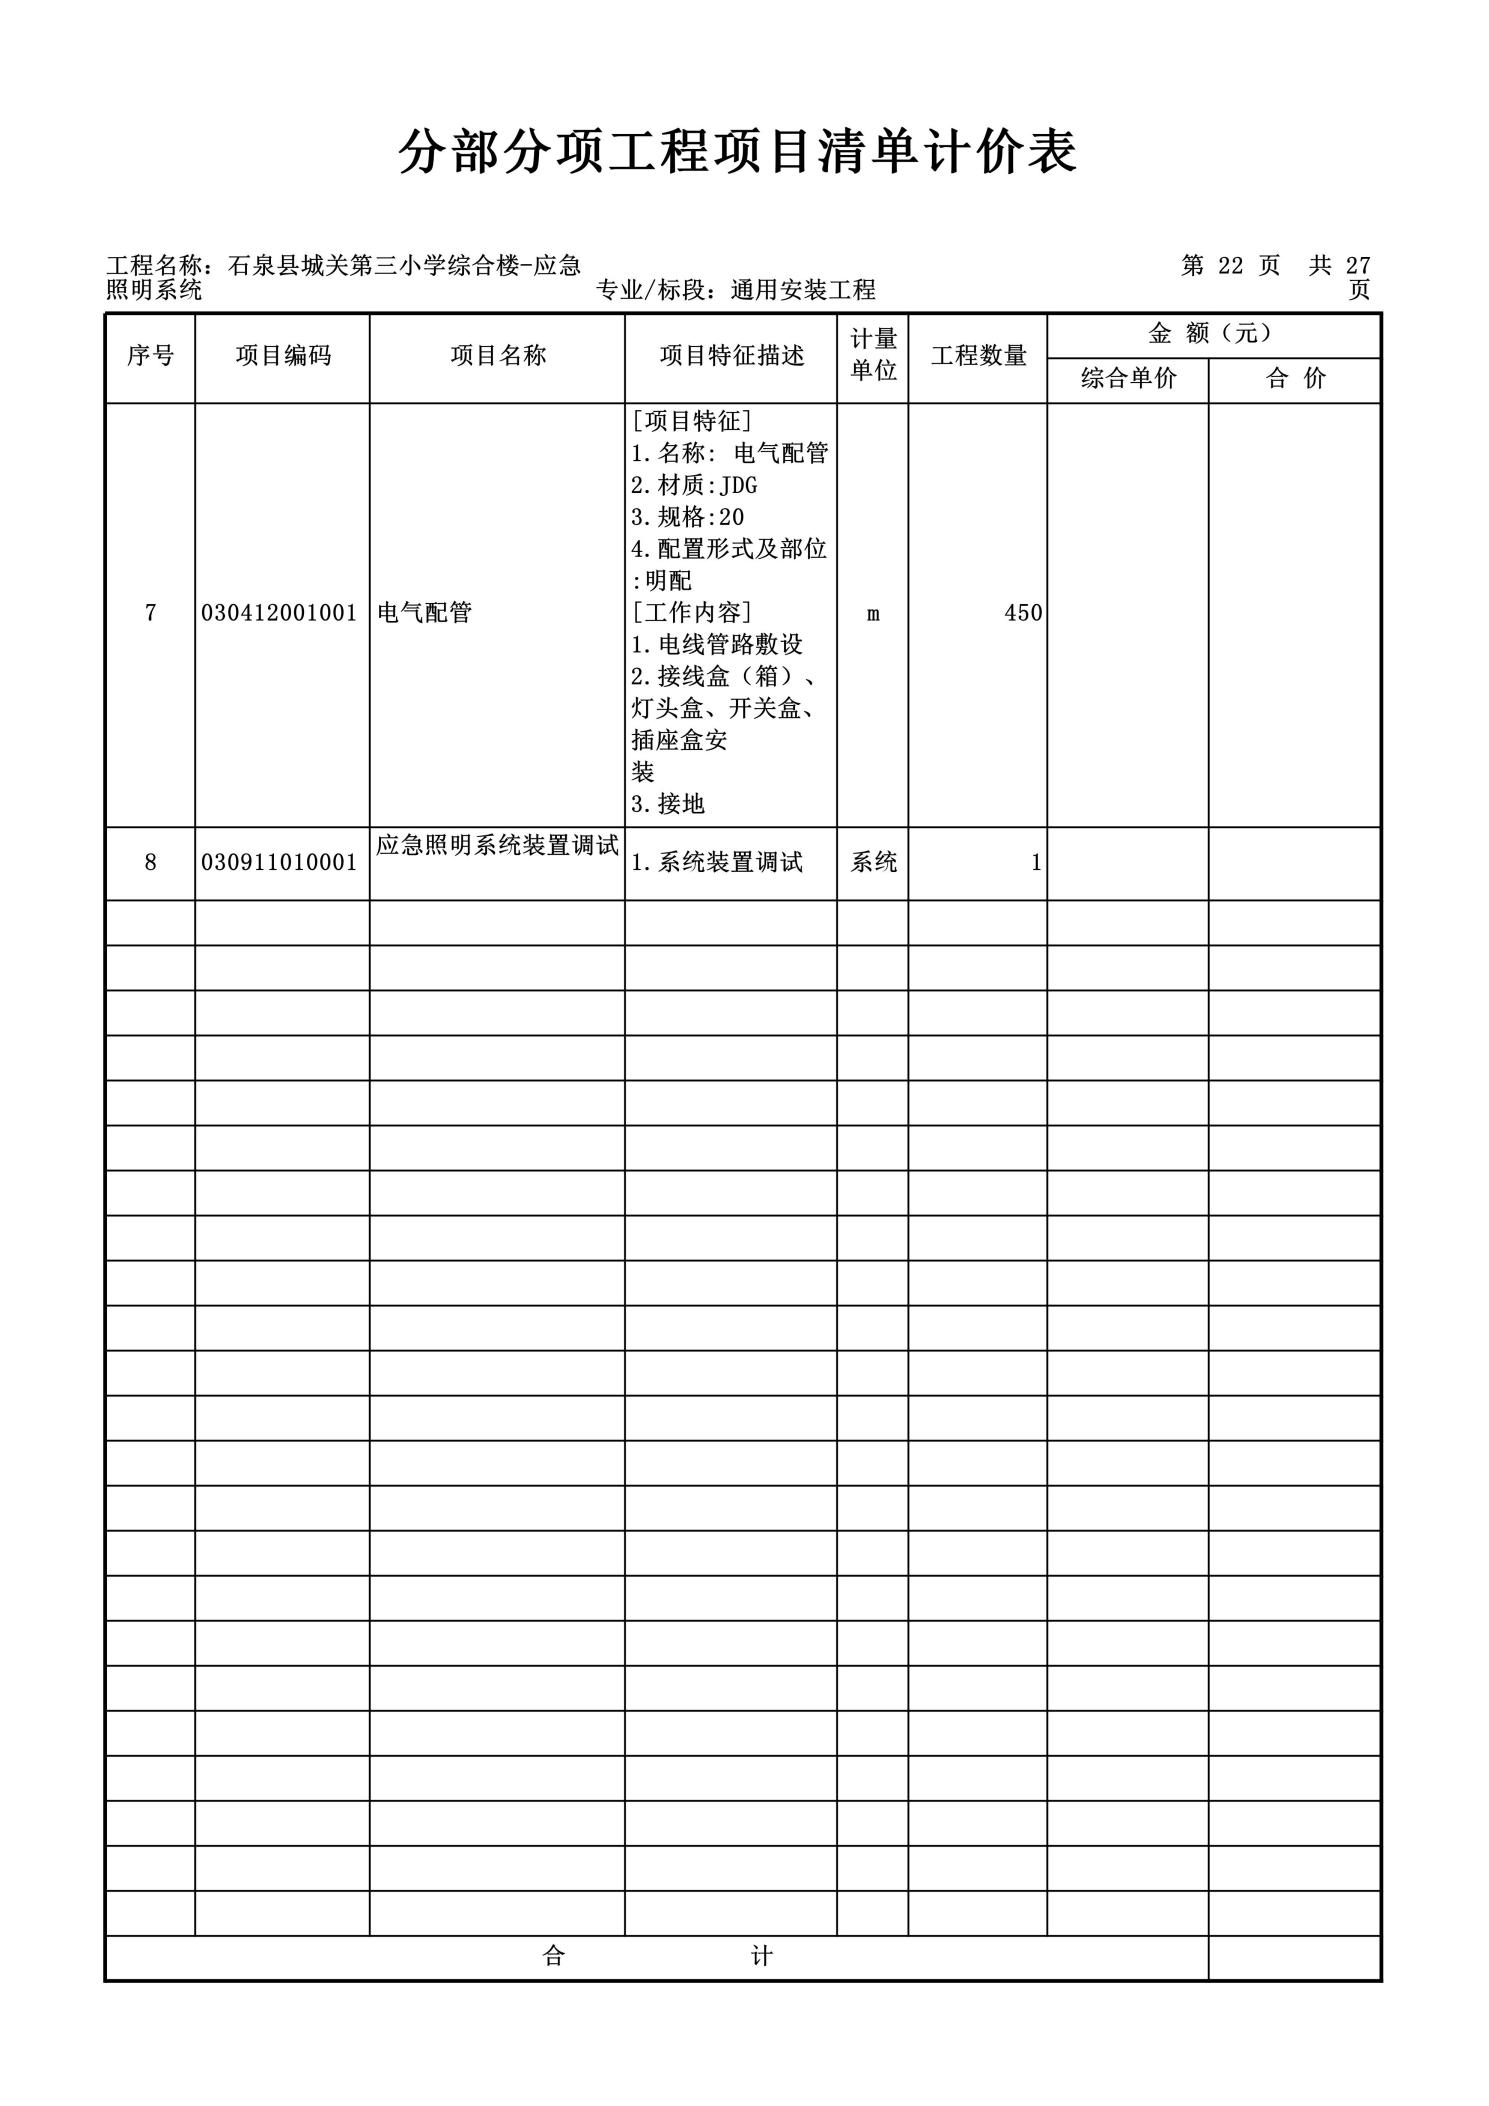 分部分项工程项目清单计价表
工程名称：石泉县城关第三小学综合楼-应急
照明系统
专业/标段：通用安装工程
第 22 页 共 27
页
序号 项目编码 项目名称 项目特征描述 计量
单位 工程数量 金 额（元）
综合单价 合 价
[项目特征]
1.名称: 电气配管
2.材质:JDG
3.规格:20
4.配置形式及部位
:明配
7 030412001001 电气配管 [工作内容] m 450
1.电线管路敷设
2.接线盒（箱）、
灯头盒、开关盒、
插座盒安
装
3.接地
8 030911010001 应急照明系统装置调试 1.系统装置调试 系统 1
合 计